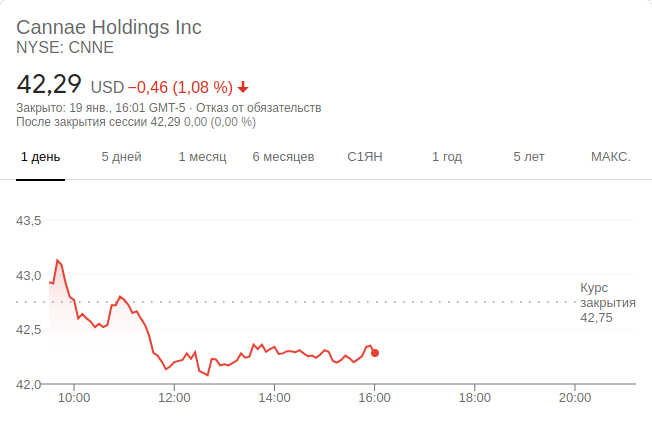 Cannae Holdings Inc
NYSE: CNNE
42,29 USD −0,46 (1,08 %)
Закрыто: 19 янв., 16:01 GMT-5 · Отказ от обязательств
После закрытия сессии 42,29 0,00 (0,00 %)
1 день 5 дней 1 месяц 6 месяцев С1ЯН 1 год 5 лет МАКС.
43,5
43,0
Курс
закрытия
42,75
42,5
42,0
10:00 12:00 14:00 16:00 18:00 20:00